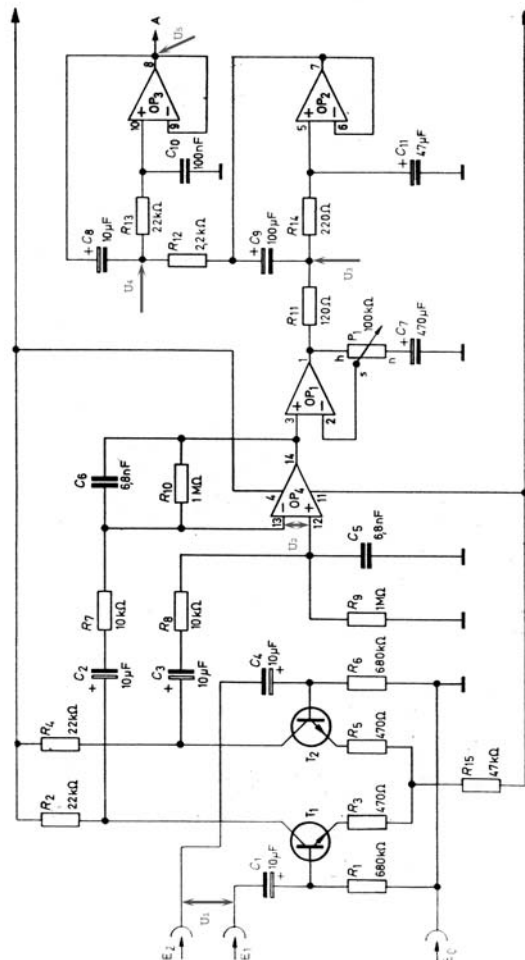 A
U5
8
+
OP3
−
10
9
C10
100nF
+ C8
10µF
R13
22kΩ
U4
R12
2,2kΩ
7
+
OP2
−
5
6
+ C9
100µF
R14
220Ω
+ C11
47µF
U3
R11
120Ω
1
h
P1
100kΩ
s
n
+ C7
470µF
3
+
OP1
−
2
C6
6,8nF
R10
1MΩ
14
4
OP4
11
13
−
+
12
U2
R7
10kΩ
R8
10kΩ
C5
6,8nF
R9
1MΩ
C2
+
10µF
C3
+
10µF
C4
10µF
+
R4
22kΩ
R2
22kΩ
T2
R6
680kΩ
R5
470Ω
T1
R3
470Ω
R15
47kΩ
C1
10µF
+
R1
680kΩ
U1
E2
E1